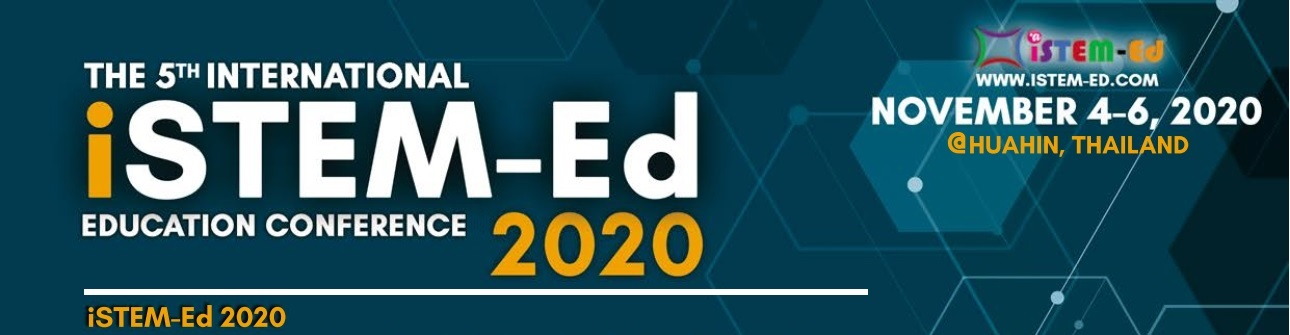 THE 5TH INTERNATIONAL
iSTEM-Ed
EDUCATION CONFERENCE
2020
iSTEM-Ed 2020
iSTEM-Ed
WWW.ISTEM-ED.COM
NOVEMBER 4-6, 2020
@HUAHIN, THAILAND